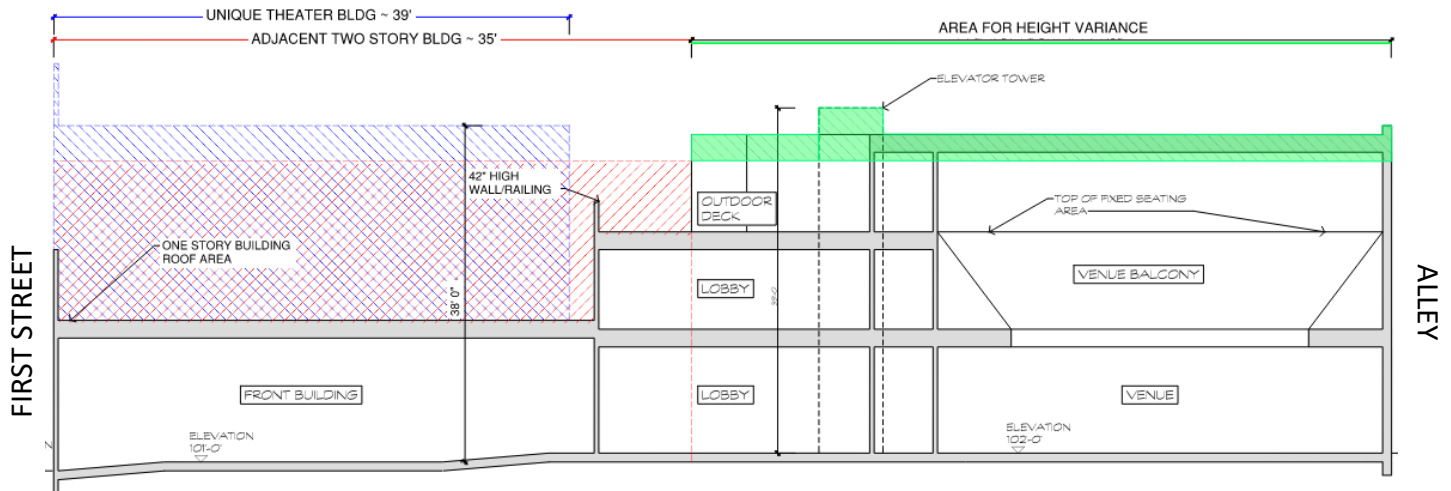 UNIQUE THEATER BLDG ~ 39'
ADJACENT TWO STORY BLDG ~ 35'
AREA FOR HEIGHT VARIANCE
ELEVATOR TOWER
42" HIGH
WALL/RAILING
OUTDOOR
DECK
TOP OF FIXED SEATING
AREA
ONE STORY BUILDING
ROOF AREA
38' 0"
LOBBY
VENUE BALCONY
FIRST STREET
ALLEY
FRONT BUILDING
LOBBY
VENUE
ELEVATION
101'-0"
ELEVATION
102'-0"
N